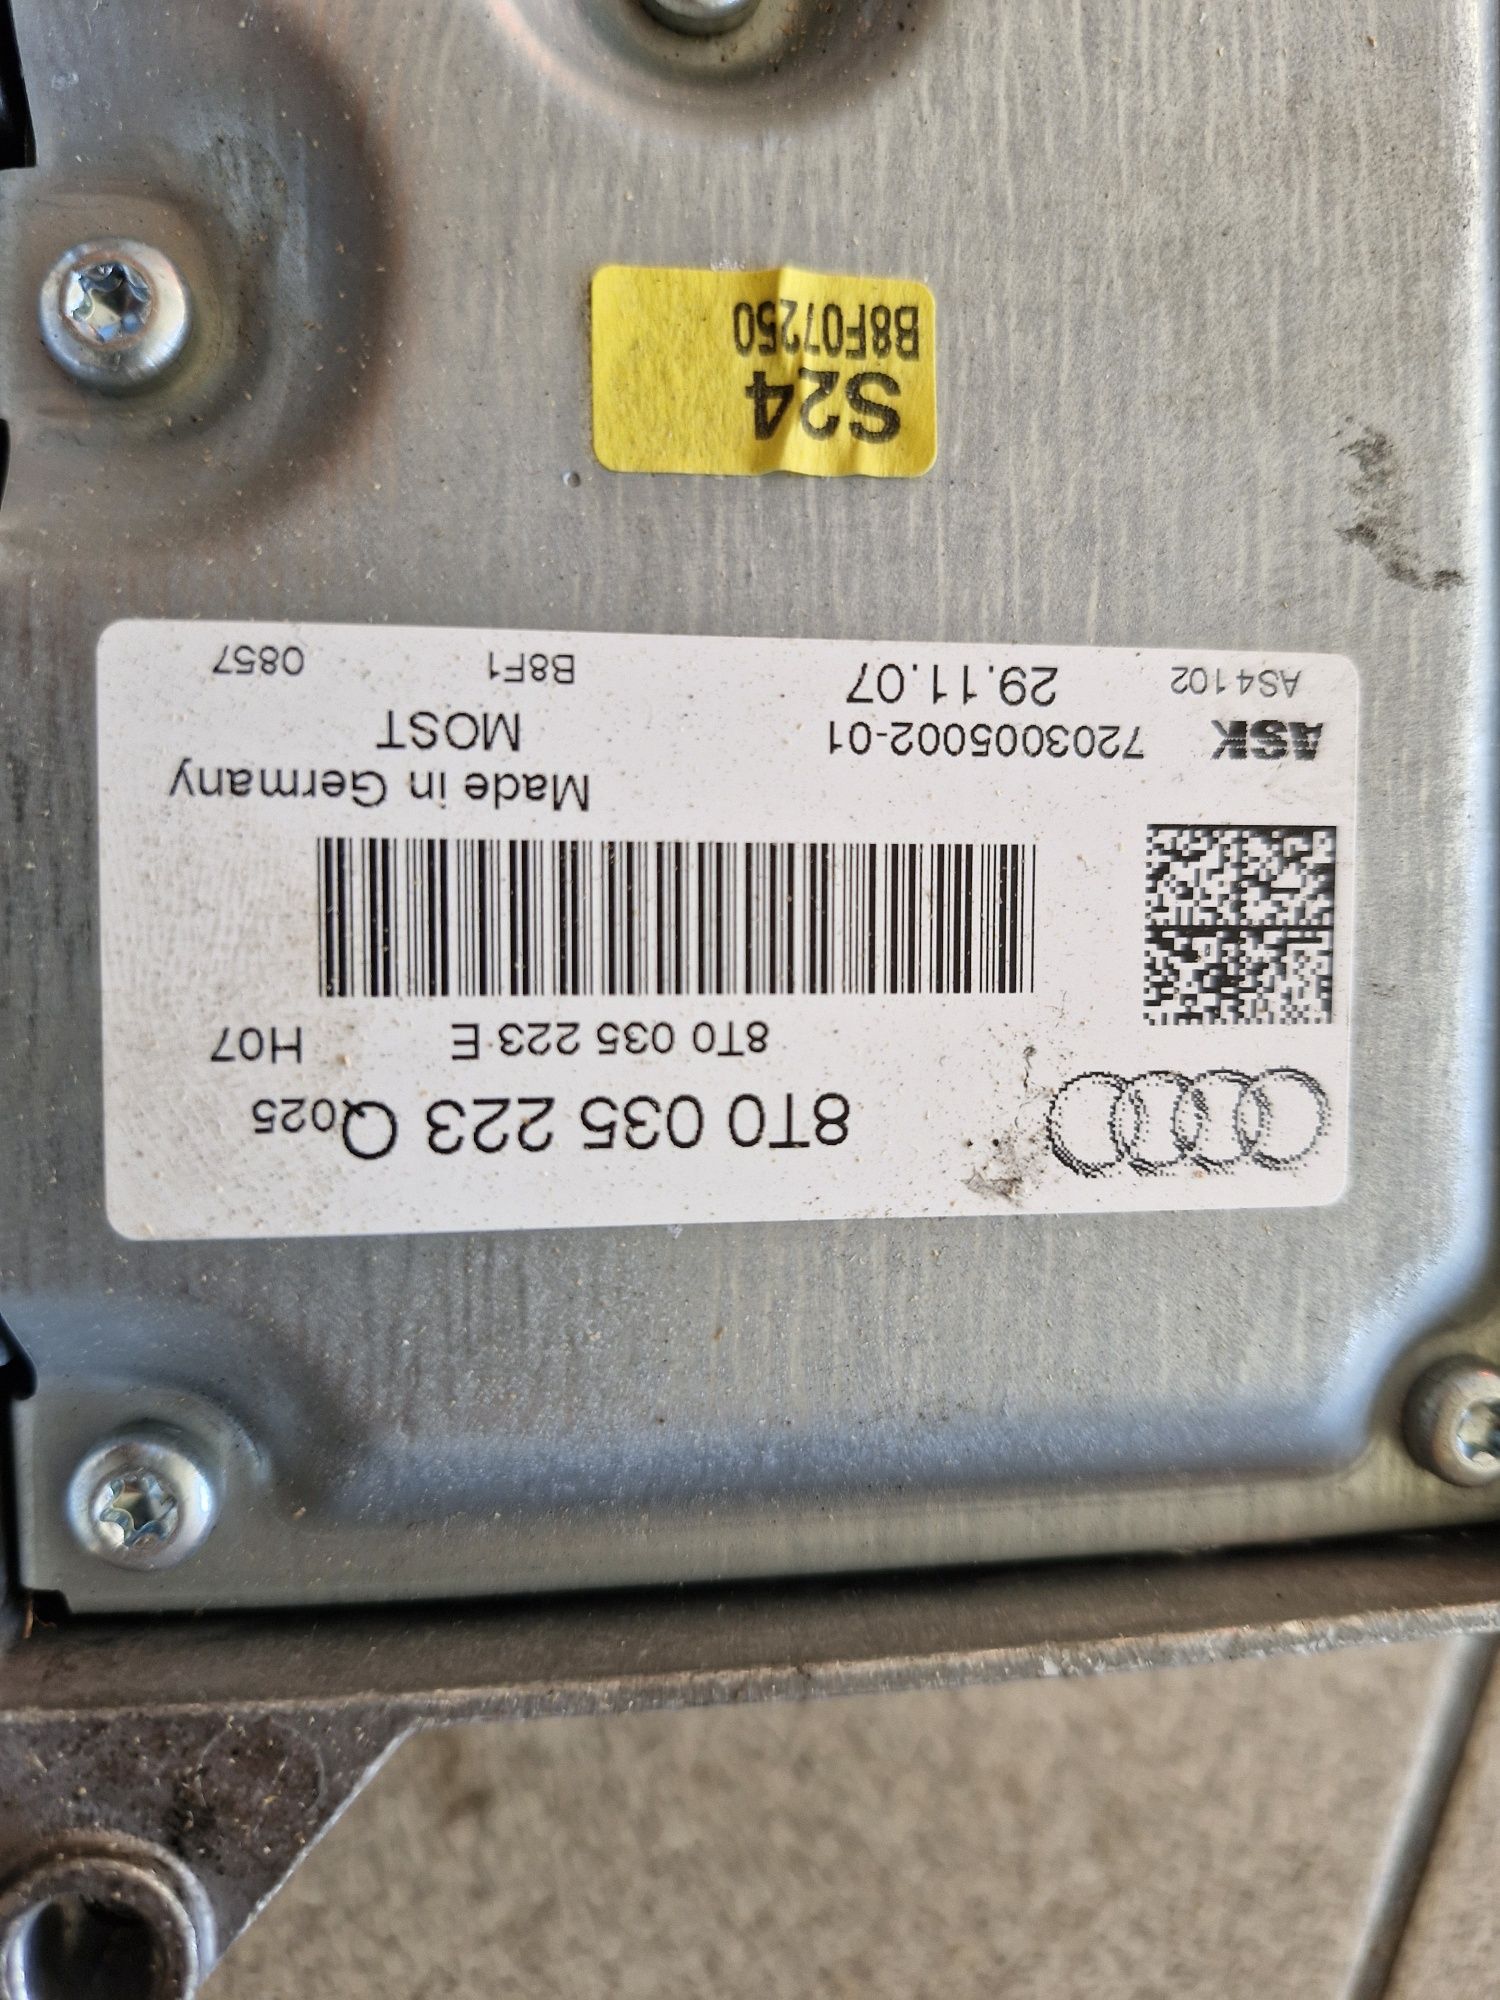 8T0 035 223 Q025
8T0 035 223 E H07
Made in Germany
ASK 7203005002-01 MOST
AS4102 29.11.07 B8F1 0857
S24
B8F07250